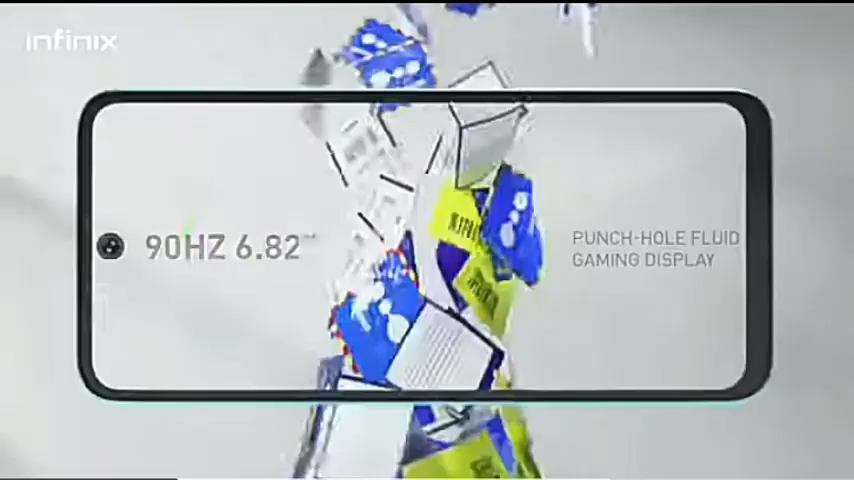 infinix
90HZ 6.82"
PUNCH-HOLE FLUID
GAMING DISPLAY